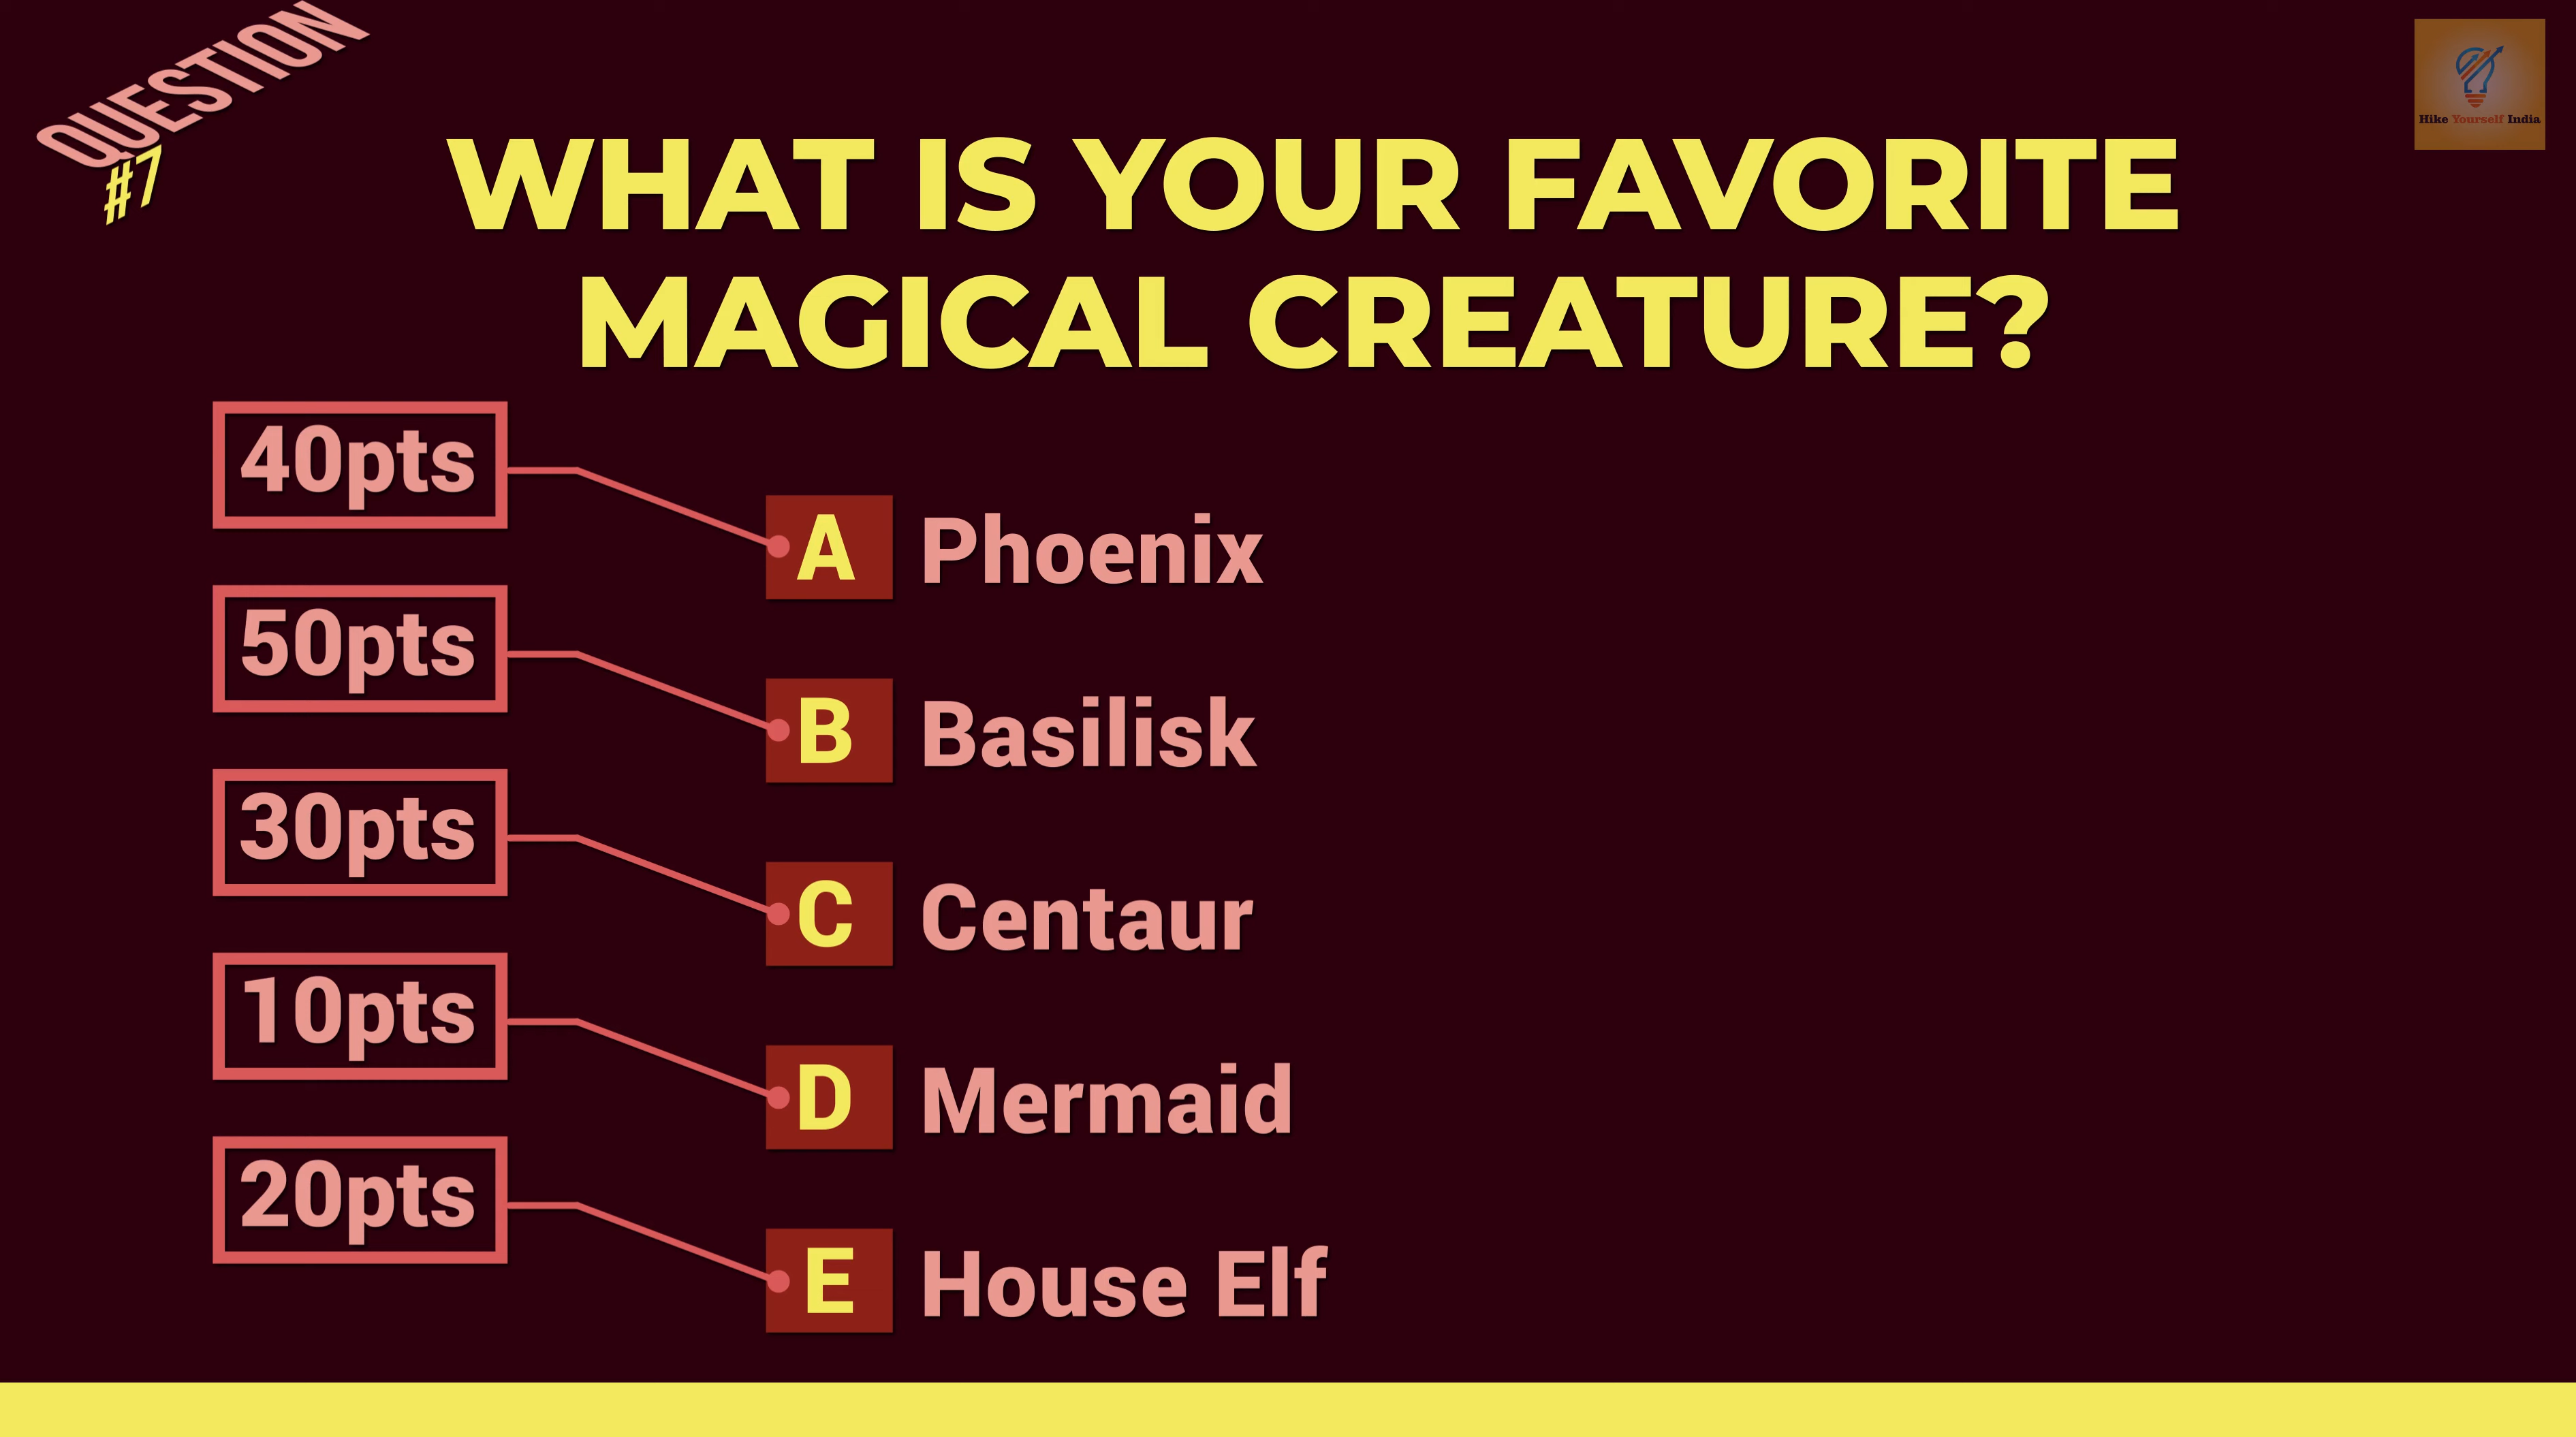 QUESTION
#7
Hike Yourself India
WHAT IS YOUR FAVORITE
MAGICAL CREATURE?
40pts
A Phoenix
50pts
B Basilisk
30pts
C Centaur
10pts
D Mermaid
20pts
E House Elf